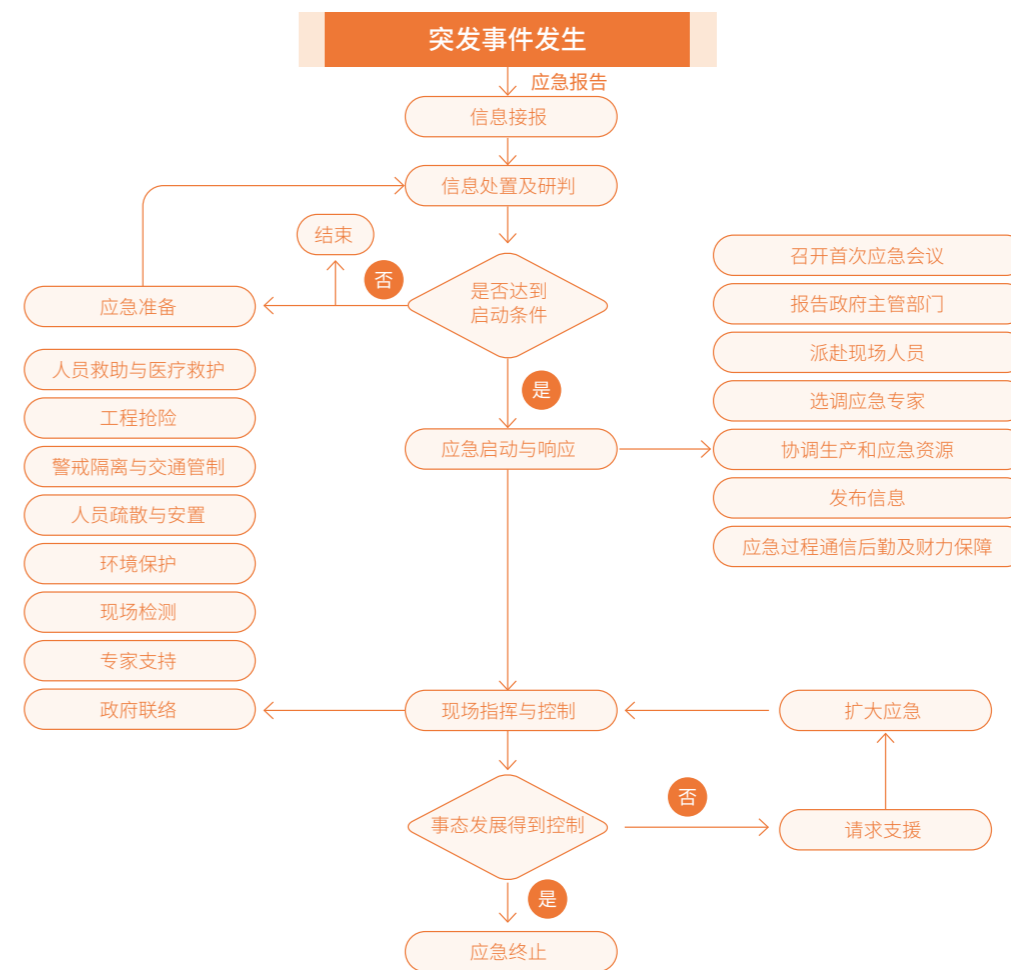 突发事件发生
应急报告
信息接报
信息处置及研判
结束
否
是否达到
启动条件
应急准备
是
应急启动与响应
召开首次应急会议
报告政府主管部门
派赴现场人员
选调应急专家
协调生产和应急资源
发布信息
应急过程通信后勤及财力保障
人员救助与医疗救护
工程抢险
警戒隔离与交通管制
人员疏散与安置
环境保护
现场检测
专家支持
政府联络
现场指挥与控制
扩大应急
事态发展得到控制
否
请求支援
是
应急终止